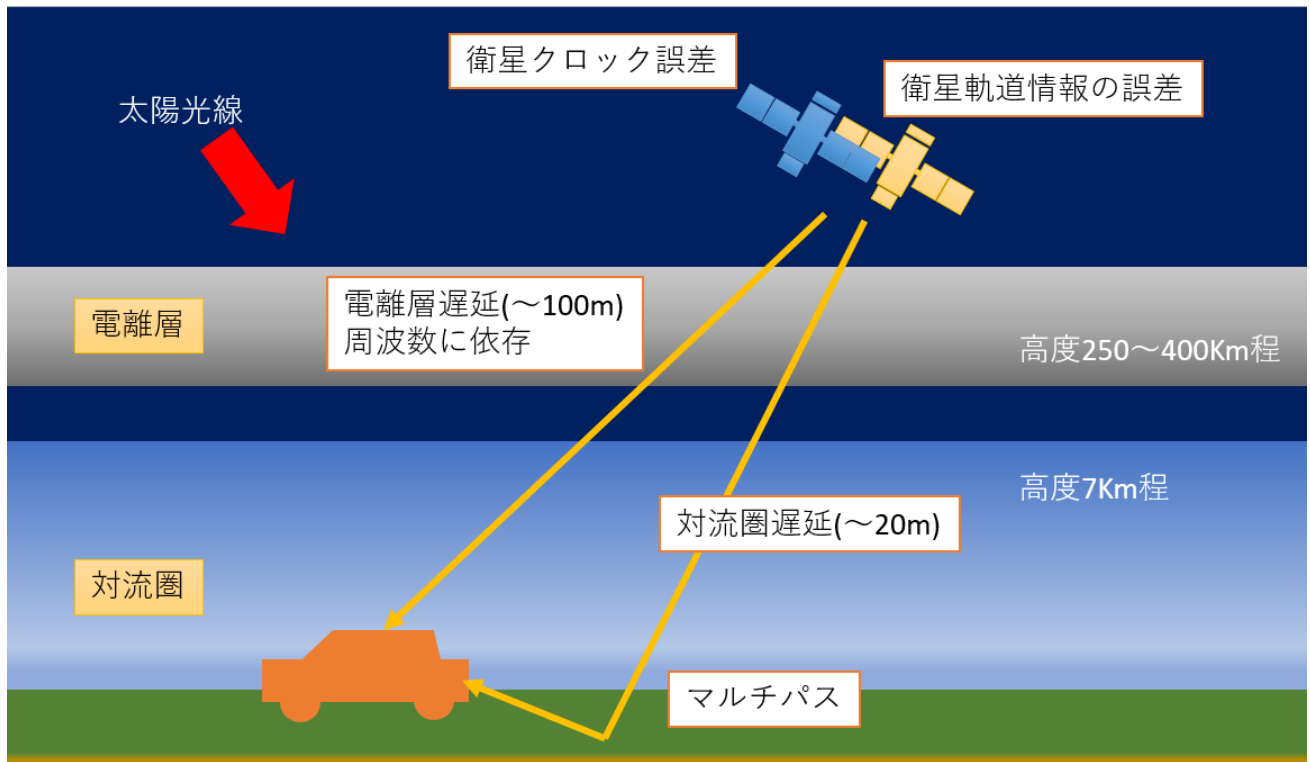 衛星クロック誤差
衛星軌道情報の誤差
太陽光線
電離層遅延(～100m)
周波数に依存
電離層
高度250～400Km程
高度7Km程
対流圏遅延(～20m)
対流圏
マルチパス